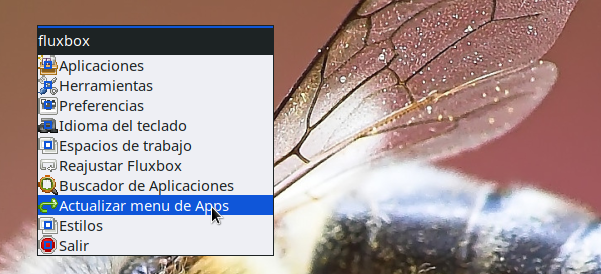 fluxbox
Aplicaciones
Herramientas
Preferencias
Idioma del teclado
Espacios de trabajo
Reajustar Fluxbox
Buscador de Aplicaciones
Actualizar menu de Apps
Estilos
Salir